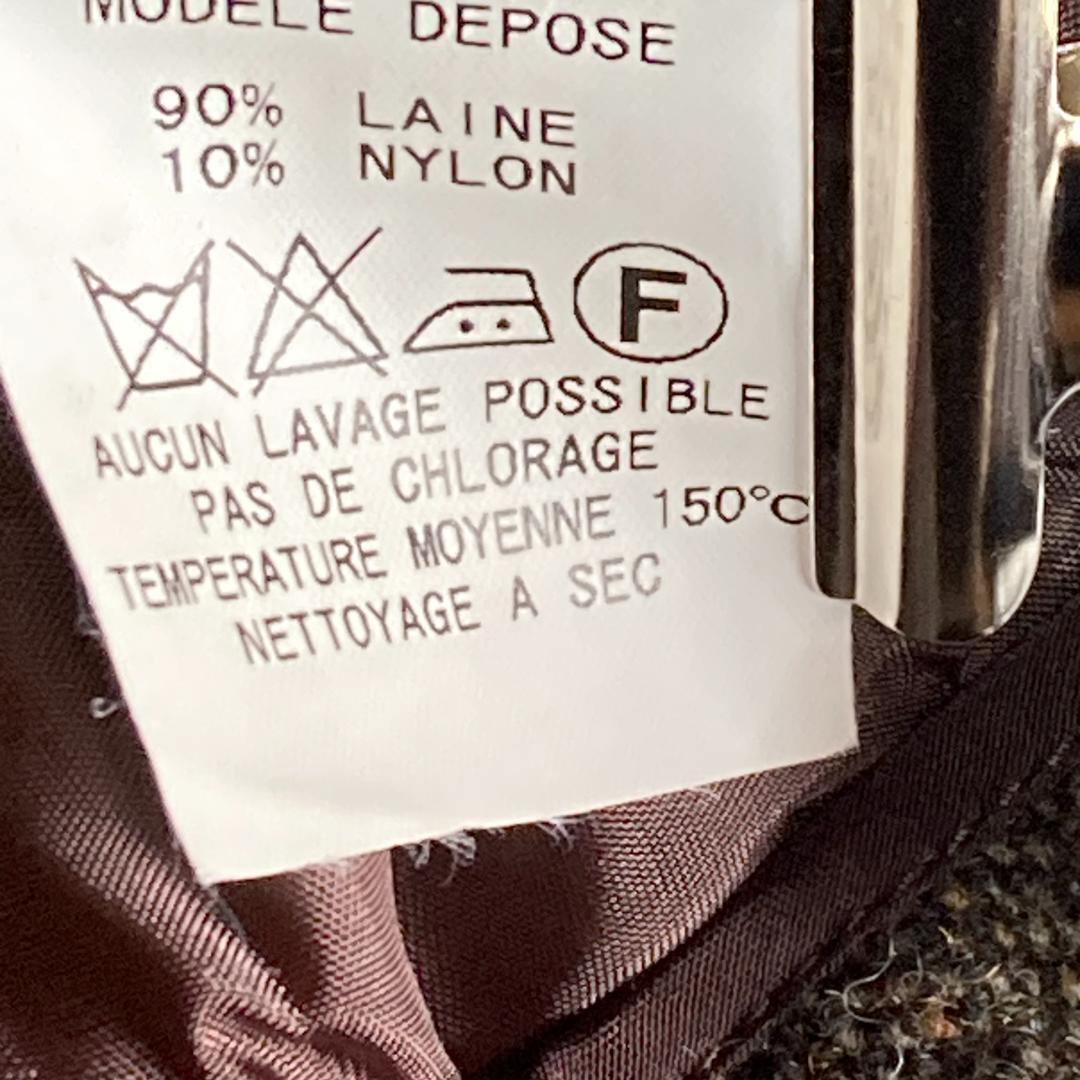 MODELE DEPOSE
90% LAINE
10% NYLON
F
AUCUN LAVAGE POSSIBLE
PAS DE CHLORAGE
TEMPERATURE MOYENNE 150°C
NETTOYAGE A SEC